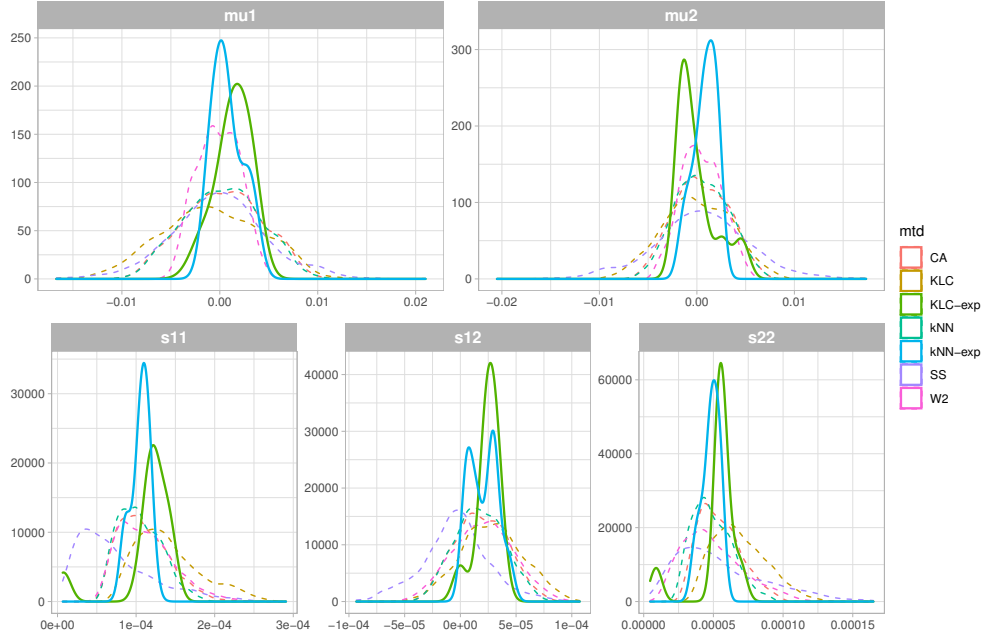 mu1
mu2
250
200
150
100
50
0
−0.01
0.00
0.01
0.02
300
200
100
0
−0.02
−0.01
0.00
0.01
s11
s12
s22
30000
20000
10000
0
0e+00
1e−04
2e−04
3e−04
40000
30000
20000
10000
0
−1e−04
−5e−05
0e+00
5e−05
1e−04
60000
40000
20000
0
0.00000
0.00005
0.00010
0.00015
mtd
CA
KLC
KLC−exp
kNN
kNN−exp
SS
W2